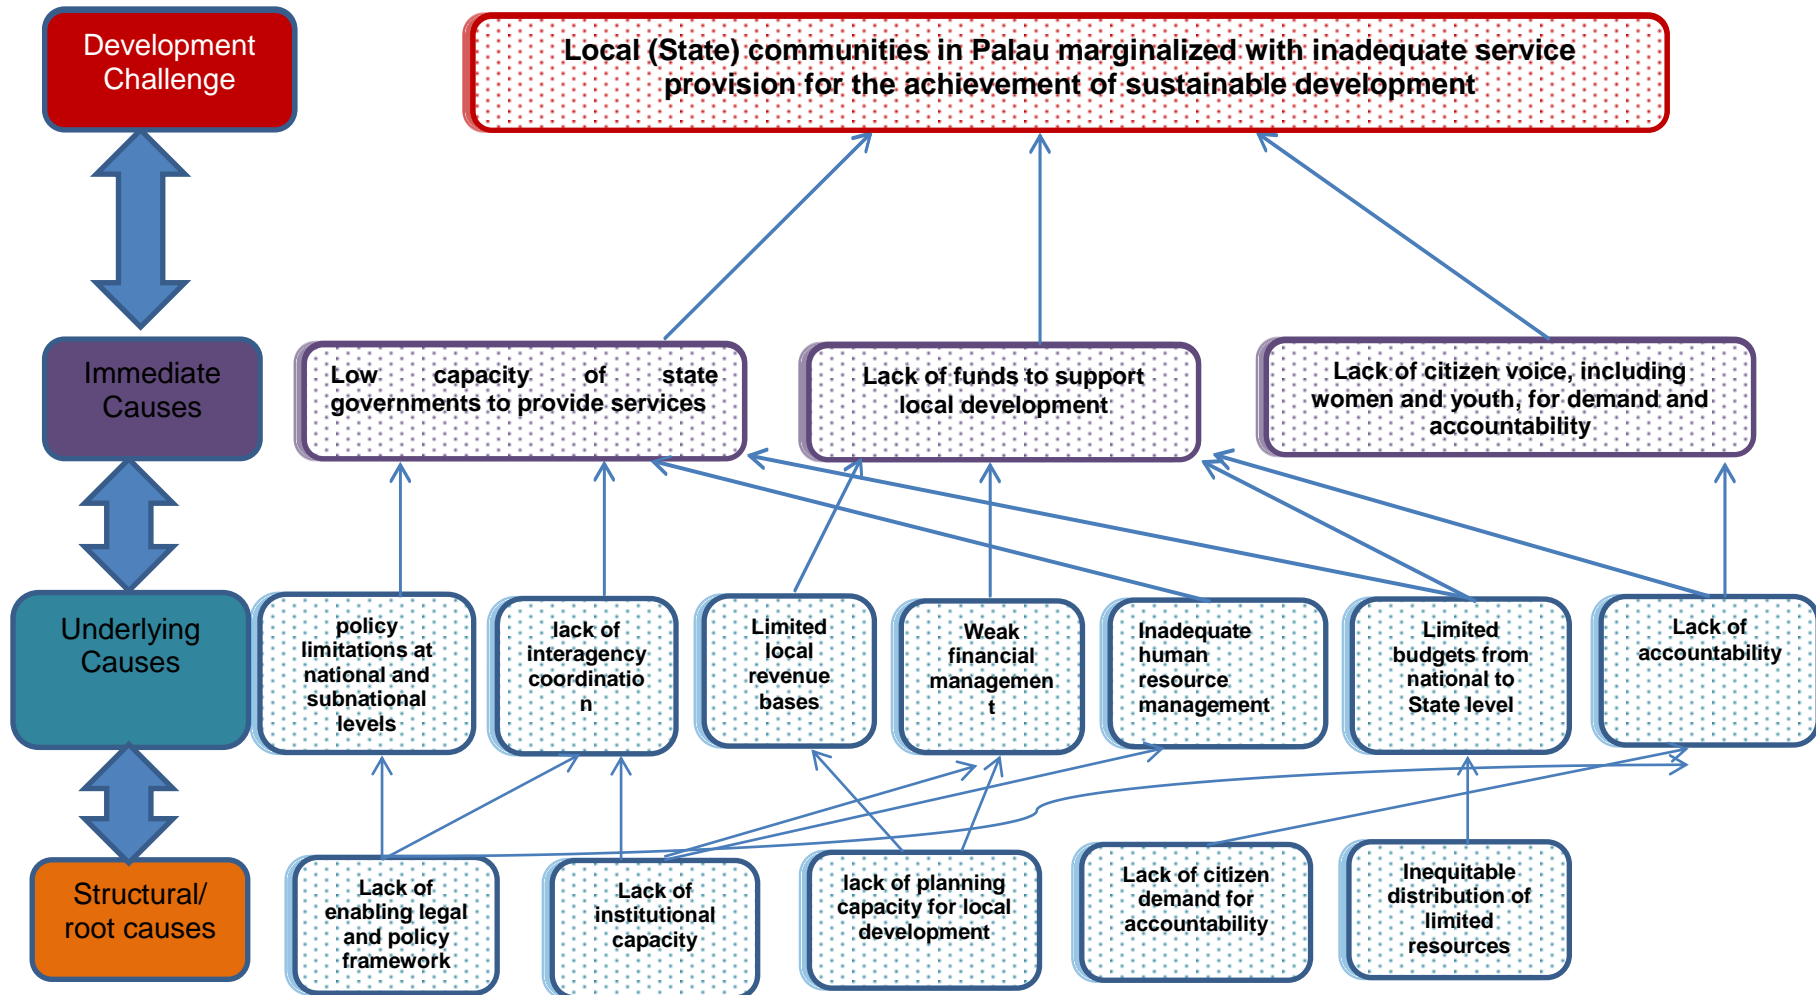 Development
Challenge
Local (State) communities in Palau marginalized with inadequate service
provision for the achievement of sustainable development
Immediate
Causes
Low capacity of state
governments to provide services
Lack of funds to support
local development
Lack of citizen voice, including
women and youth, for demand and
accountability
Underlying
Causes
policy
limitations at
national and
subnational
levels
lack of
interagency
coordinatio
n
Limited
local
revenue
bases
Weak
financial
managemen
t
Inadequate
human
resource
management
Limited
budgets from
national to
State level
Lack of
accountability
Structural/
root causes
Lack of
enabling legal
and policy
framework
Lack of
institutional
capacity
lack of planning
capacity for local
development
Lack of citizen
demand for
accountability
Inequitable
distribution of
limited
resources